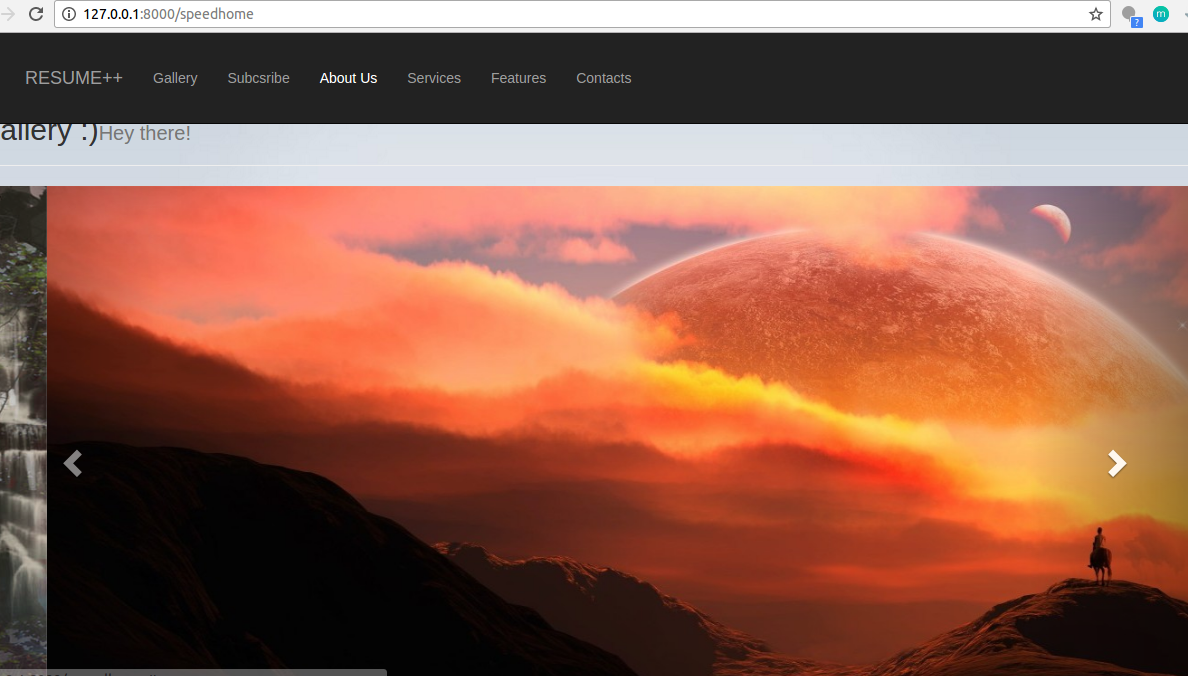 127.0.0.1:8000/speedhome
m
?
RESUME++ Gallery Subcsribe About Us Services Features Contacts
allery :)Hey there!